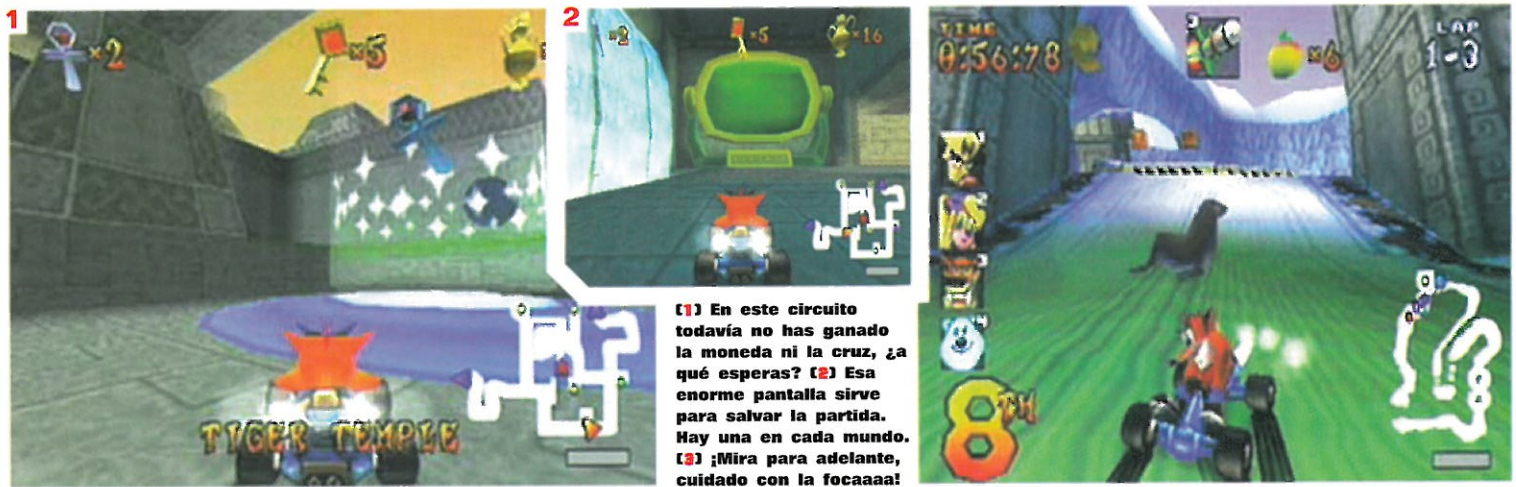 1
×2
×5
TIGER TEMPLE
2
×2
×5
×16
(1) En este circuito
todavía no has ganado
la moneda ni la cruz, ¿a
qué esperas? (2) Esa
enorme pantalla sirve
para salvar la partida.
Hay una en cada mundo.
(3) ¡Mira para adelante,
cuidado con la focaaaa!
TIME
0:56:78
×6
LAP
1-3
8TH